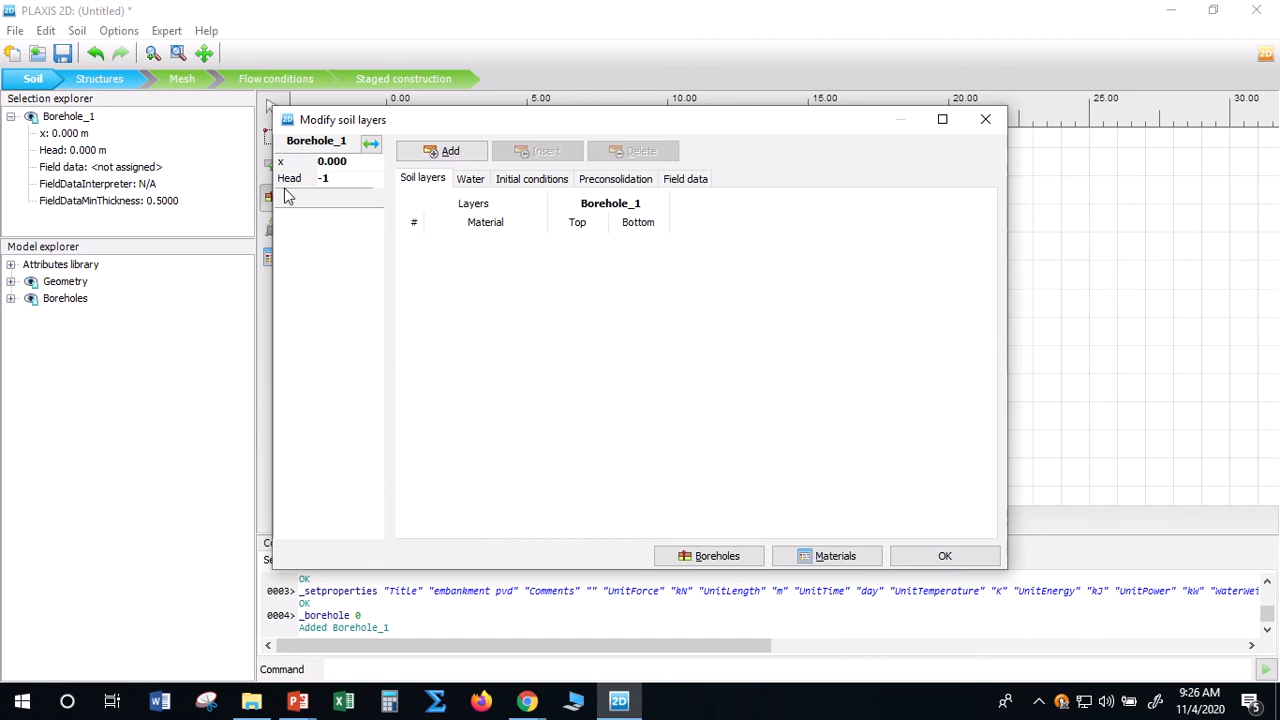 PLAXIS 2D: (Untitled) *
File Edit Soil Options Expert Help
Soil Structures Mesh Flow conditions Staged construction
Selection explorer
Borehole_1
x: 0.000 m
Head: 0.000 m
Field data: <not assigned>
FieldDataInterpreter: N/A
FieldDataMinThickness: 0.5000
Model explorer
Attributes library
Geometry
Boreholes
0.00 5.00 10.00 15.00 20.00 25.00 30.00
2D Modify soil layers
Borehole_1
x 0.000
Head -1
Add Insert Delete
Soil layers Water Initial conditions Preconsolidation Field data
Layers Borehole_1
# Material Top Bottom
Boreholes Materials OK
OK
0003> _setproperties "Title" "embankment pvd" "Comments" "" "UnitForce" "kN" "UnitLength" "m" "UnitTime" "day" "UnitTemperature" "K" "UnitEnergy" "kJ" "UnitPower" "kW" "WaterWei
OK
0004> _borehole 0
Added Borehole_1
Command
9:26 AM
11/4/2020